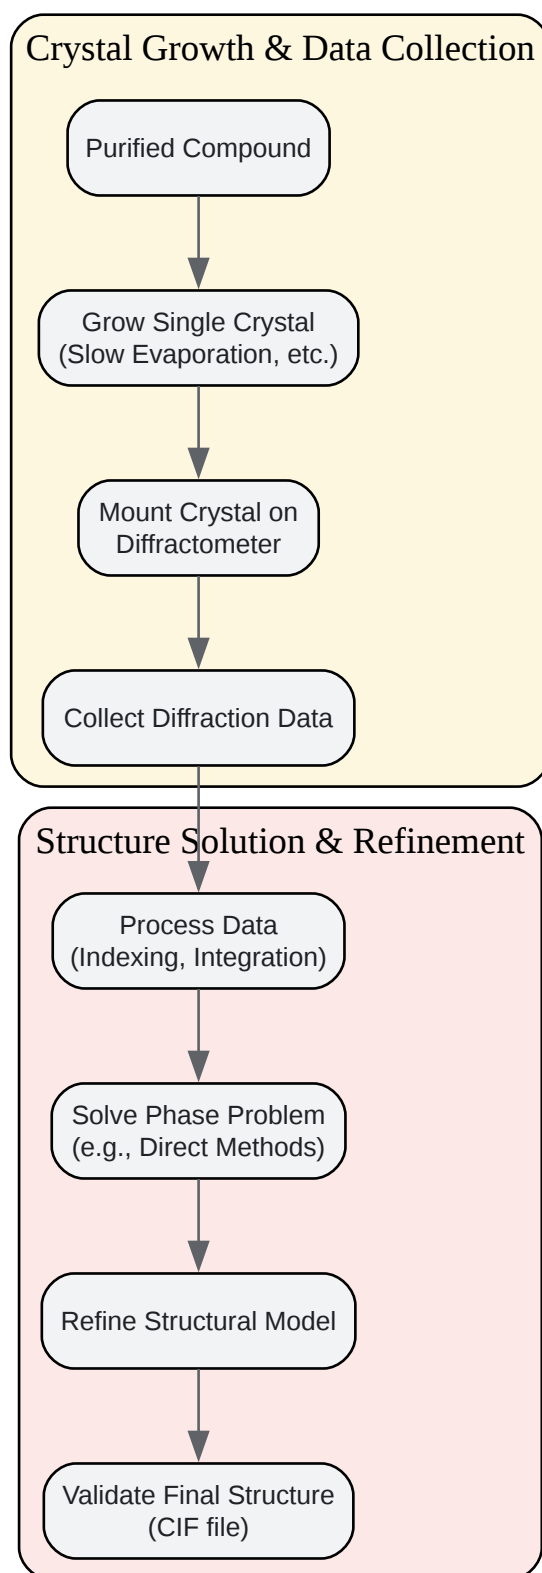 Crystal Growth & Data Collection
Purified Compound
Grow Single Crystal
(Slow Evaporation, etc.)
Mount Crystal on
Diffractometer
Collect Diffraction Data
Structure Solution & Refinement
Process Data
(Indexing, Integration)
Solve Phase Problem
(e.g., Direct Methods)
Refine Structural Model
Validate Final Structure
(CIF file)